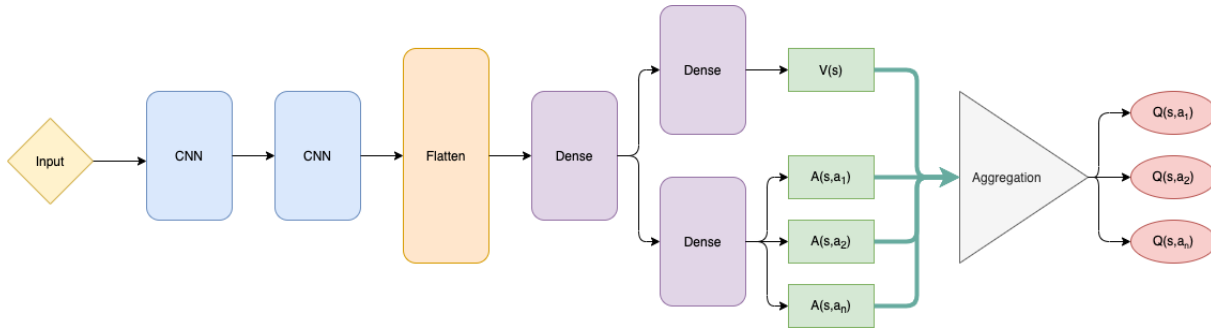 Input
CNN
CNN
Flatten
Dense
Dense
Dense
V(s)
A(s,a₁)
A(s,a₂)
A(s,aₙ)
Aggregation
Q(s,a₁)
Q(s,a₂)
Q(s,aₙ)